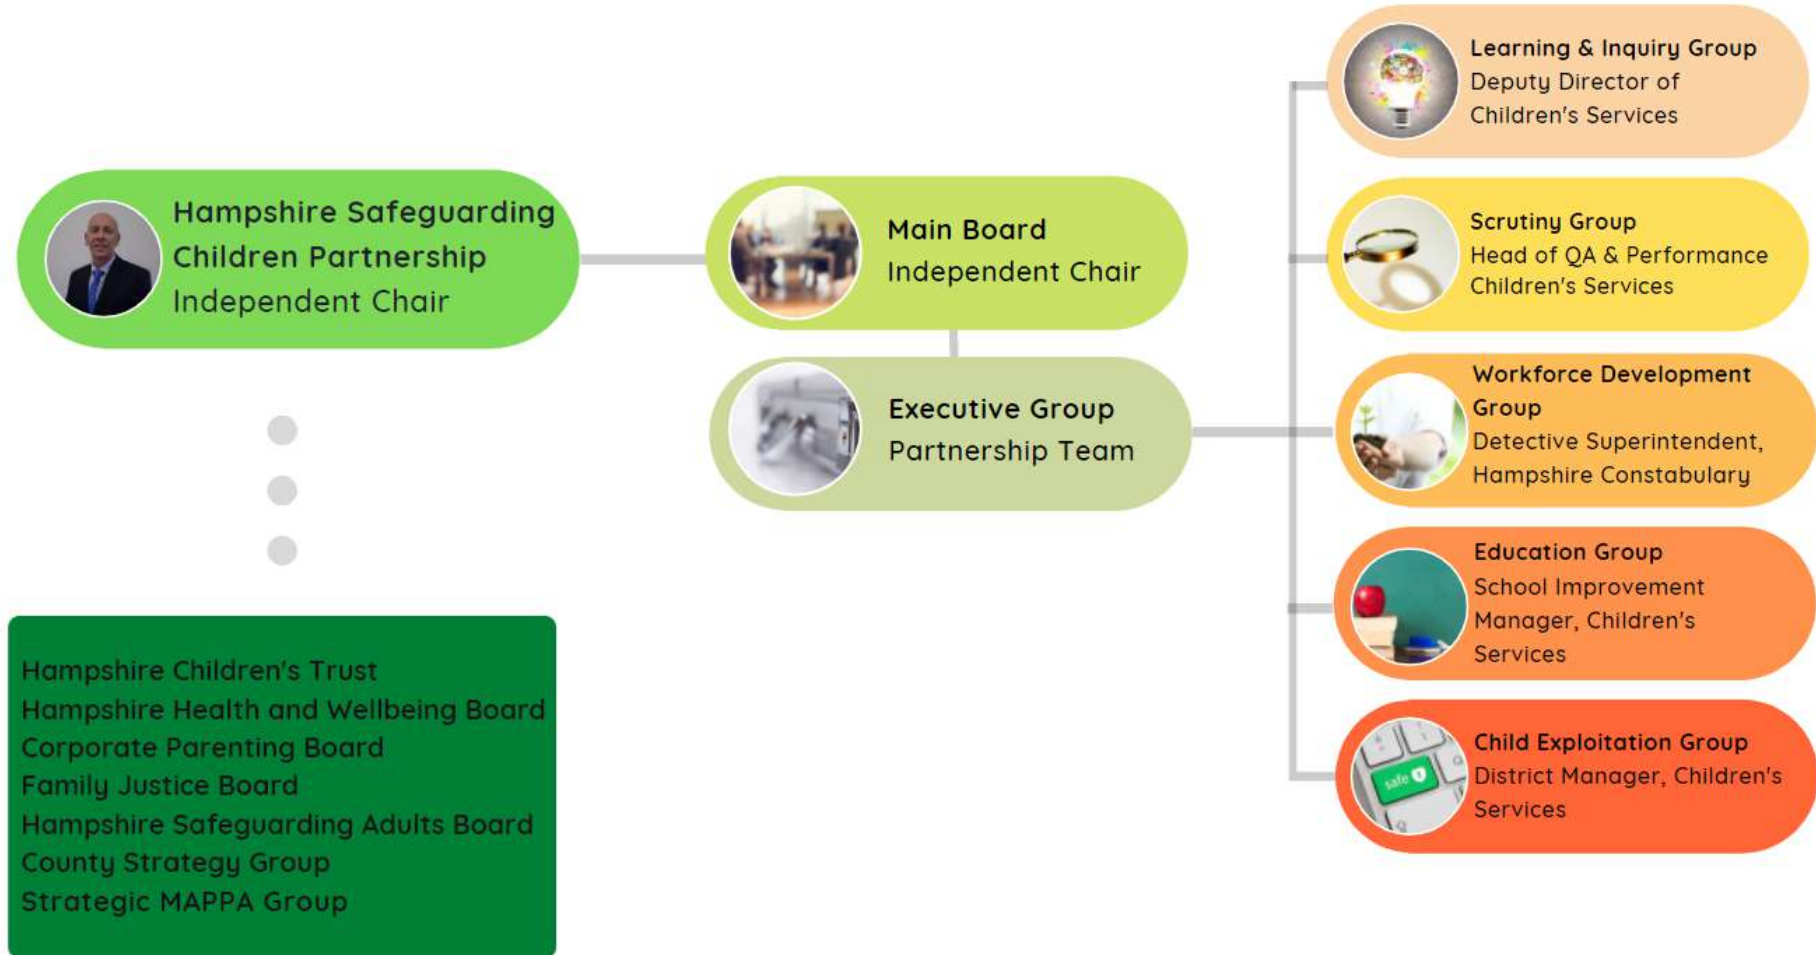 Hampshire Safeguarding
Children Partnership
Independent Chair
Main Board
Independent Chair
Executive Group
Partnership Team
Learning & Inquiry Group
Deputy Director of
Children's Services
Scrutiny Group
Head of QA & Performance
Children's Services
Workforce Development
Group
Detective Superintendent,
Hampshire Constabulary
Education Group
School Improvement
Manager, Children's
Services
safe
Child Exploitation Group
District Manager, Children's
Services
Hampshire Children's Trust
Hampshire Health and Wellbeing Board
Corporate Parenting Board
Family Justice Board
Hampshire Safeguarding Adults Board
County Strategy Group
Strategic MAPPA Group